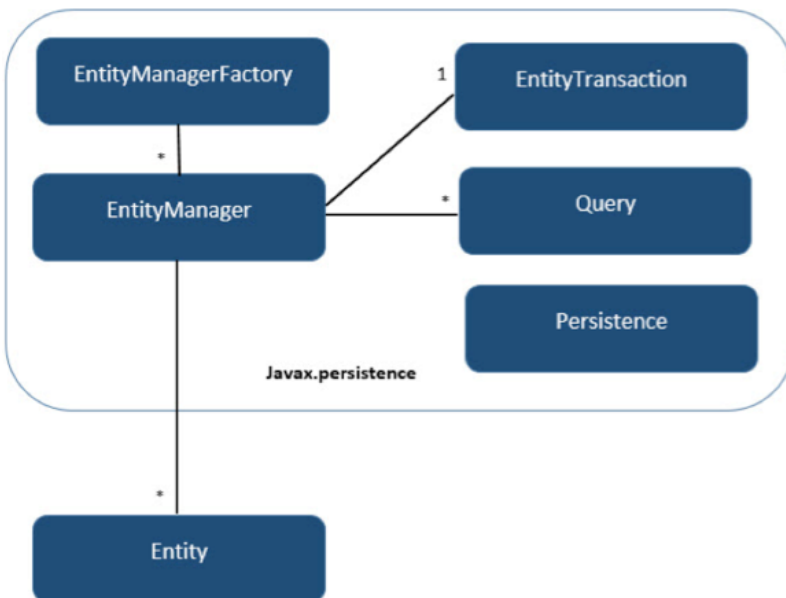 EntityManagerFactory
1
EntityTransaction
*
EntityManager
*
Query
Persistence
Javax.persistence
*
Entity